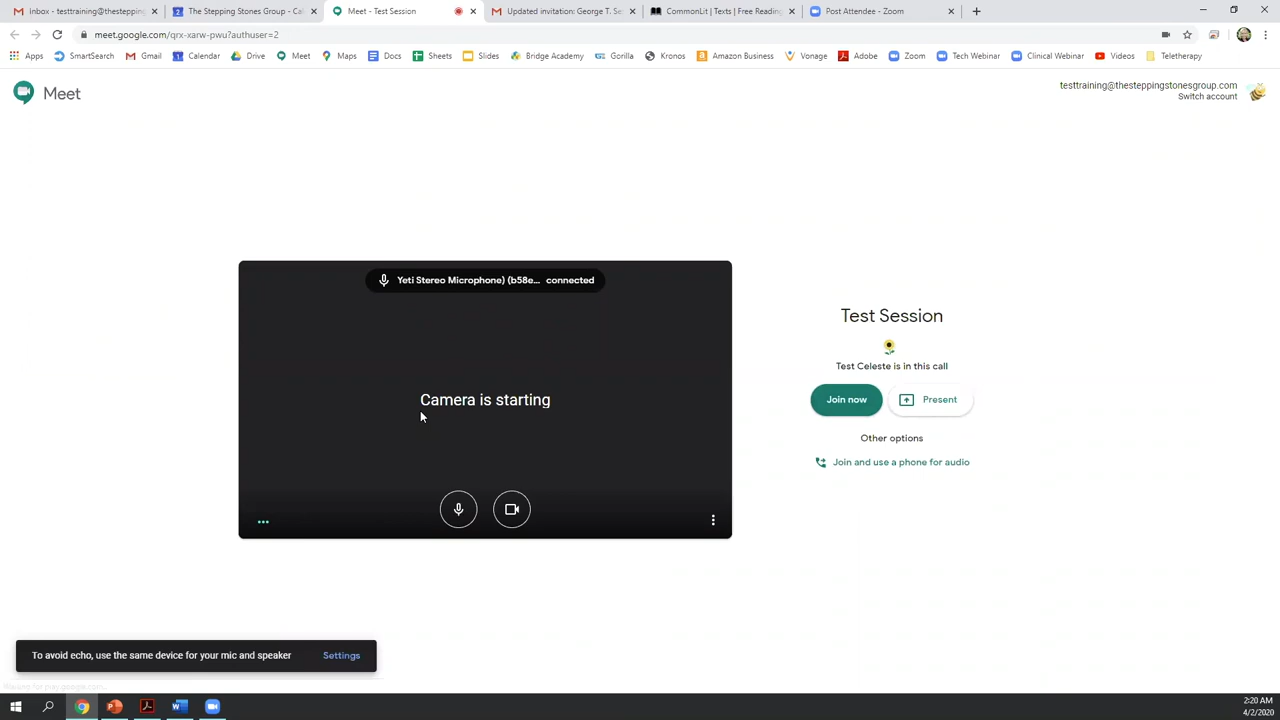 Inbox - testtraining@thestepping
The Stepping Stones Group - Cal
Meet - Test Session
Updated invitation: George T. Se
CommonLit | Texts | Free Reading
Post Attendee - Zoom
meet.google.com/qrx-xarw-pwu?authuser=2
Apps
SmartSearch
Gmail
Calendar
Drive
Meet
Maps
Docs
Sheets
Slides
Bridge Academy
Gorilla
Kronos
Amazon Business
Vonage
Adobe
Zoom
Tech Webinar
Clinical Webinar
Videos
Teletherapy
Meet
testtraining@thesteppingstonesgroup.com
Switch account
Yeti Stereo Microphone) (b58e... connected
Camera is starting
Test Session
Test Celeste is in this call
Join now
Present
Other options
Join and use a phone for audio
To avoid echo, use the same device for your mic and speaker
Settings
2:20 AM
4/2/2020